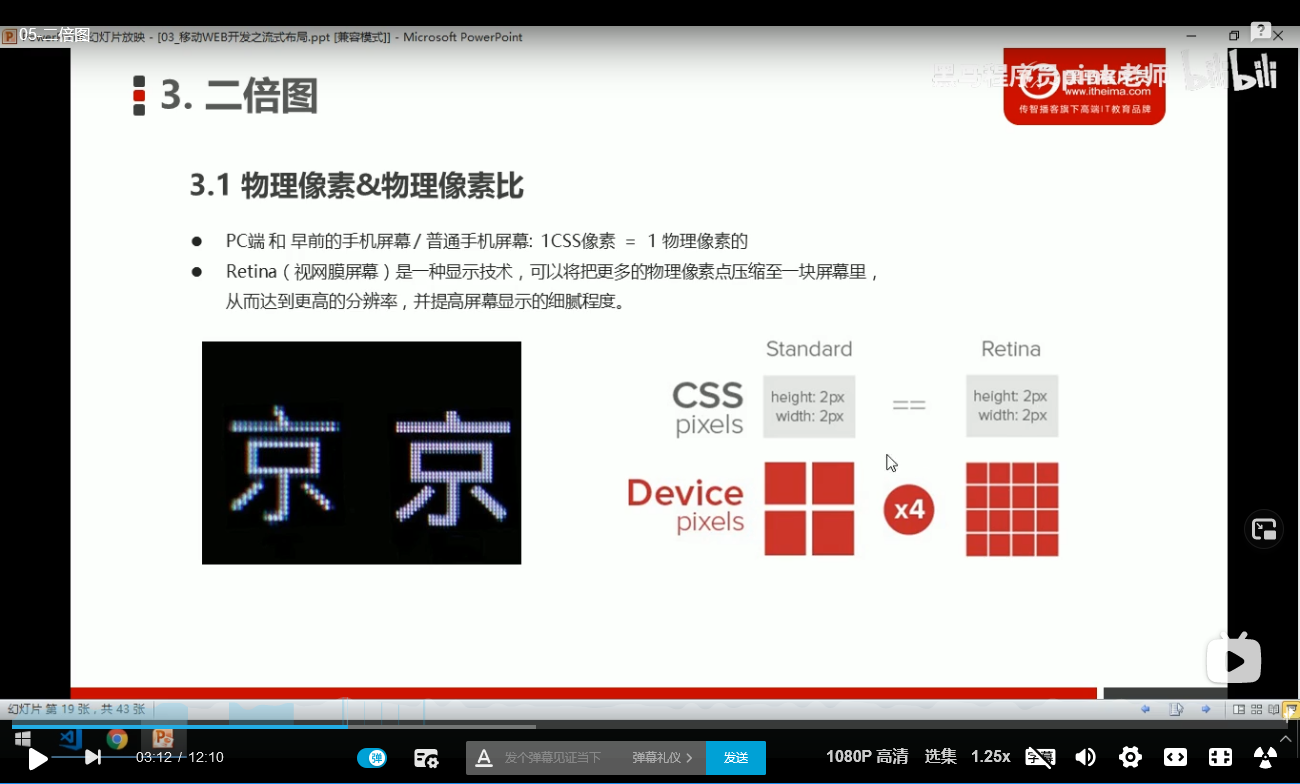 05-二倍图
幻灯片放映 - [03_移动WEB开发之流式布局.ppt [兼容模式]] - Microsoft PowerPoint
3. 二倍图
黑马程序员pink老师
bilibili
www.itheima.com
传智播客旗下高端IT教育品牌
3.1 物理像素&物理像素比
● PC端 和 早前的手机屏幕 / 普通手机屏幕: 1CSS像素 = 1 物理像素的
● Retina（视网膜屏幕）是一种显示技术，可以将把更多的物理像素点压缩至一块屏幕里，
从而达到更高的分辨率，并提高屏幕显示的细腻程度。
京 京
Standard
Retina
CSS
pixels
height: 2px
width: 2px
==
height: 2px
width: 2px
Device
pixels
x4
幻灯片 第 19 张，共 43 张
03:12 / 12:10
弹
发个弹幕见证当下
弹幕礼仪 >
发送
1080P 高清
选集
1.25x
字幕